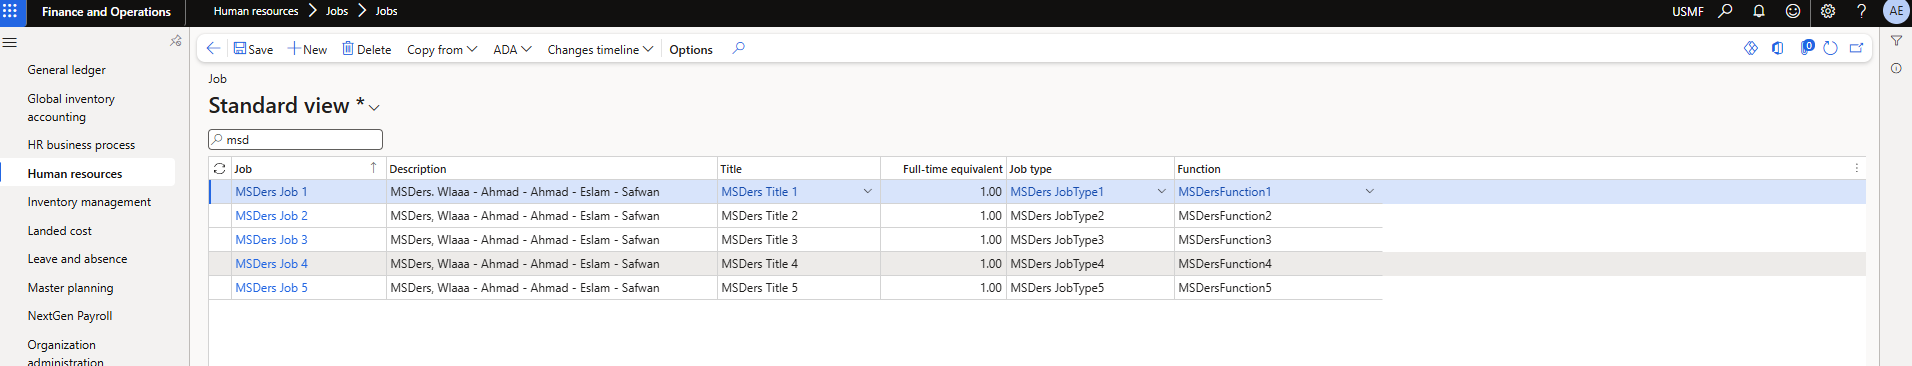 Finance and Operations
Human resources > Jobs > Jobs
USMF
AE
Save New Delete Copy from ADA Changes timeline Options
0
General ledger
Global inventory
accounting
HR business process
Human resources
Inventory management
Landed cost
Leave and absence
Master planning
NextGen Payroll
Organization
administration
Job
Standard view *
msd
Job Description Title Full-time equivalent Job type Function
MSDers Job 1 MSDers. Wlaaa - Ahmad - Ahmad - Eslam - Safwan MSDers Title 1 1.00 MSDers JobType1 MSDersFunction1
MSDers Job 2 MSDers, Wlaaa - Ahmad - Ahmad - Eslam - Safwan MSDers Title 2 1.00 MSDers JobType2 MSDersFunction2
MSDers Job 3 MSDers, Wlaaa - Ahmad - Ahmad - Eslam - Safwan MSDers Title 3 1.00 MSDers JobType3 MSDersFunction3
MSDers Job 4 MSDers, Wlaaa - Ahmad - Ahmad - Eslam - Safwan MSDers Title 4 1.00 MSDers JobType4 MSDersFunction4
MSDers Job 5 MSDers, Wlaaa - Ahmad - Ahmad - Eslam - Safwan MSDers Title 5 1.00 MSDers JobType5 MSDersFunction5